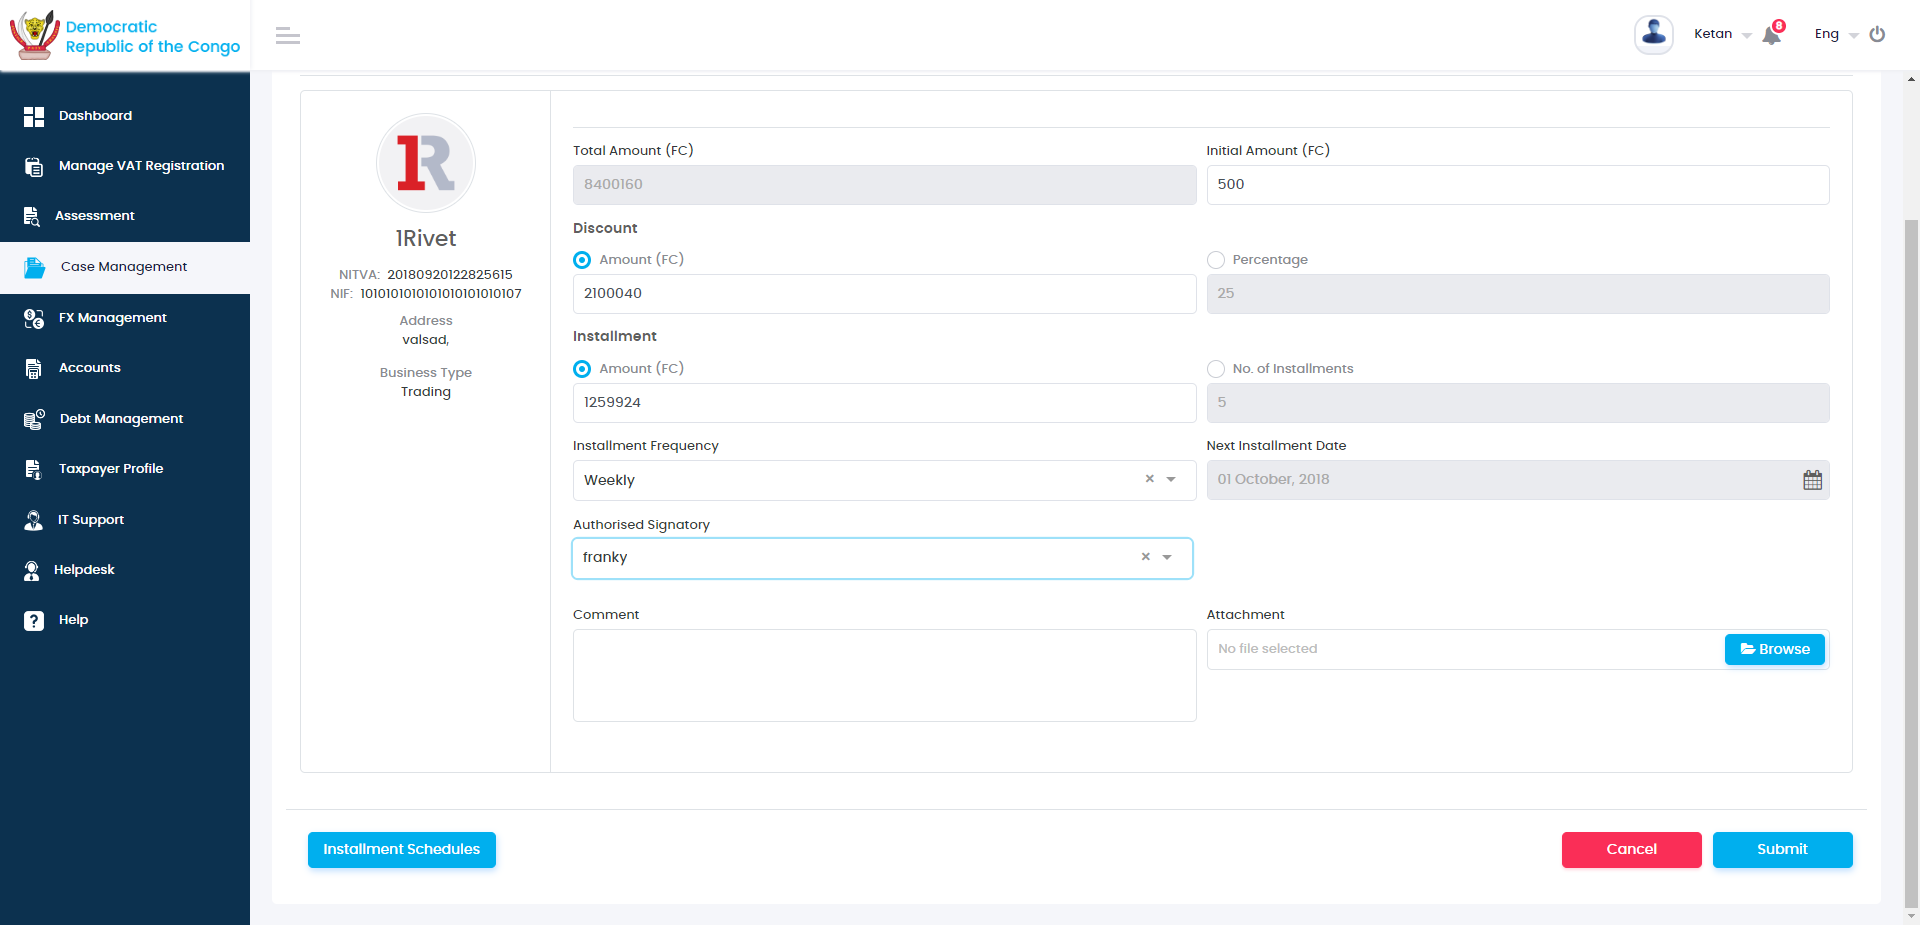 Democratic
Republic of the Congo
Ketan
8
Eng
Dashboard
Manage VAT Registration
Assessment
Case Management
FX Management
Accounts
Debt Management
Taxpayer Profile
IT Support
Helpdesk
Help
1R
1Rivet
NITVA: 20180920122825615
NIF: 1010101010101010101010107
Address
valsad,
Business Type
Trading
Total Amount (FC)
8400160
Initial Amount (FC)
500
Discount
Amount (FC)
2100040
Percentage
25
Installment
Amount (FC)
1259924
No. of Installments
5
Installment Frequency
Weekly
Next Installment Date
01 October, 2018
Authorised Signatory
franky
Comment
Attachment
No file selected
Browse
Installment Schedules
Cancel
Submit